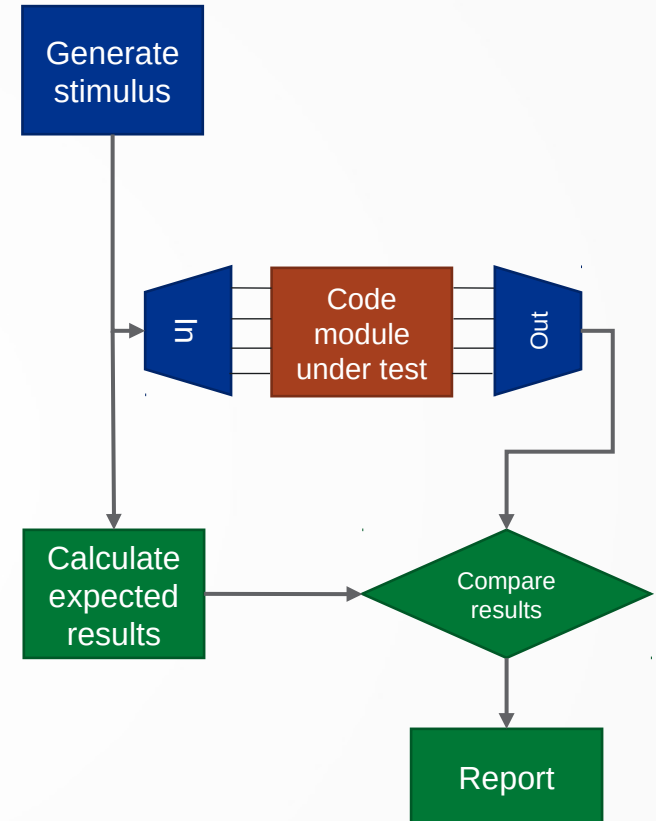 Generate
stimulus
In
Code
module
under test
Out
Calculate
expected
results
Compare
results
Report